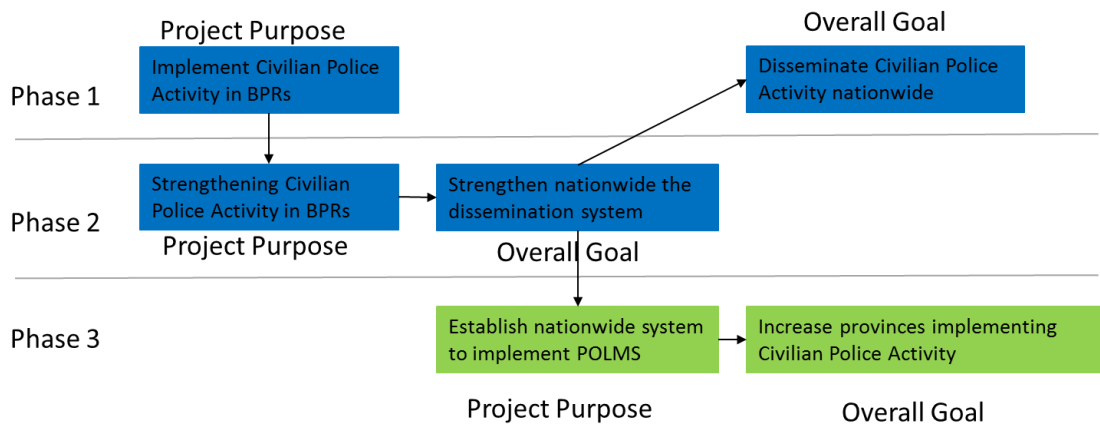 Project Purpose
Overall Goal
Implement Civilian Police
Activity in BPRs
Disseminate Civilian Police
Activity nationwide
Phase 1
Strengthening Civilian
Police Activity in BPRs
Strengthen nationwide the
dissemination system
Phase 2
Project Purpose
Overall Goal
Establish nationwide system
to implement POLMS
Increase provinces implementing
Civilian Police Activity
Phase 3
Project Purpose
Overall Goal